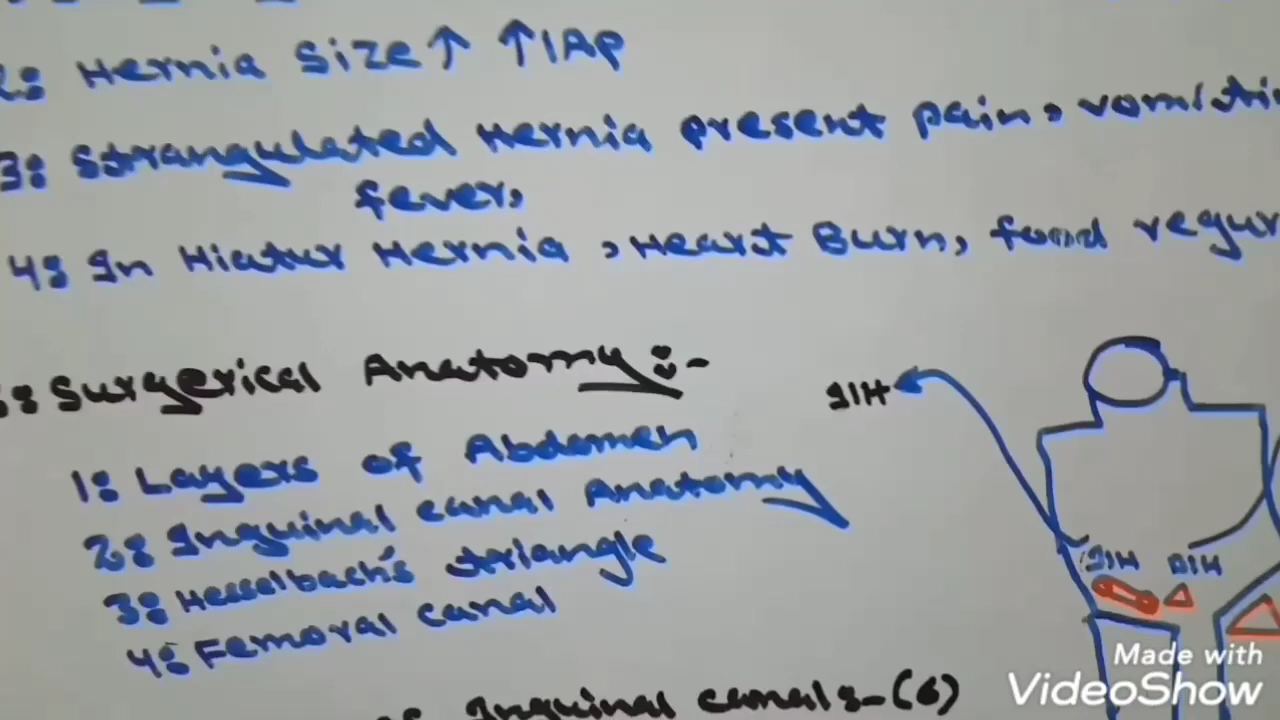 2: Hernia Size↑ ↑IAP
3: Strangulated Hernia present pain, vomiti
fever,
4: In Hiatur Hernia , Heart Burn, food regur
: Surgerical Anatomy:-
IIH
1: Layers of Abdomen
2: Inguinal canal Anatomy
3: Hesselbach's triangle
4: Femoral canal
IIH DIH
Inguinal canal:-(6)
Made with
VideoShow